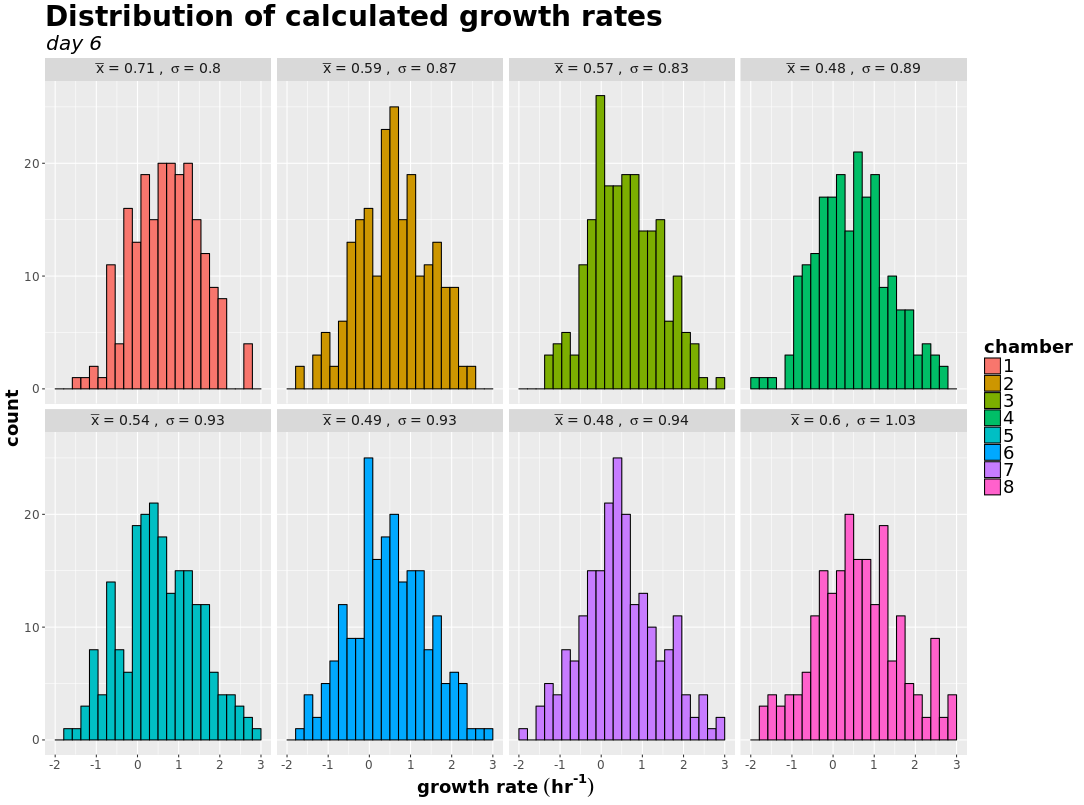 Distribution of calculated growth rates
day 6
x̅ = 0.71 , σ = 0.8
x̅ = 0.59 , σ = 0.87
x̅ = 0.57 , σ = 0.83
x̅ = 0.48 , σ = 0.89
20
10
0
count
chamber
1
2
3
4
5
6
7
8
x̅ = 0.54 , σ = 0.93
x̅ = 0.49 , σ = 0.93
x̅ = 0.48 , σ = 0.94
x̅ = 0.6 , σ = 1.03
20
10
0
-2 -1 0 1 2 3
-2 -1 0 1 2 3
-2 -1 0 1 2 3
-2 -1 0 1 2 3
growth rate (hr⁻¹)